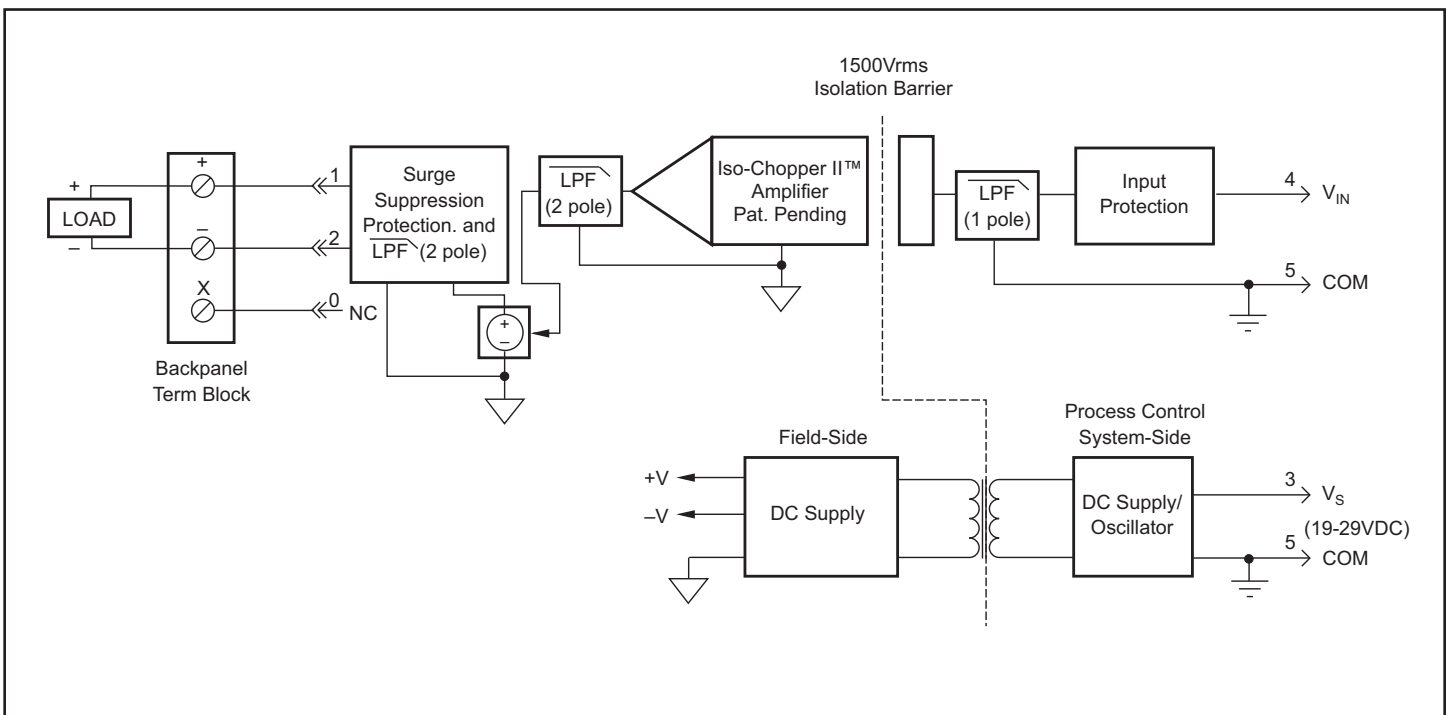 1500Vrms
Isolation Barrier
+
LOAD
–
+
–
X
Backpanel
Term Block
1
2
0
NC
Surge
Suppression
Protection. and
LPF (2 pole)
+
–
LPF
(2 pole)
Iso-Chopper II™
Amplifier
Pat. Pending
LPF
(1 pole)
Input
Protection
4
VIN
5
COM
Field-Side
+V
–V
DC Supply
Process Control
System-Side
DC Supply/
Oscillator
3
VS
(19-29VDC)
5
COM